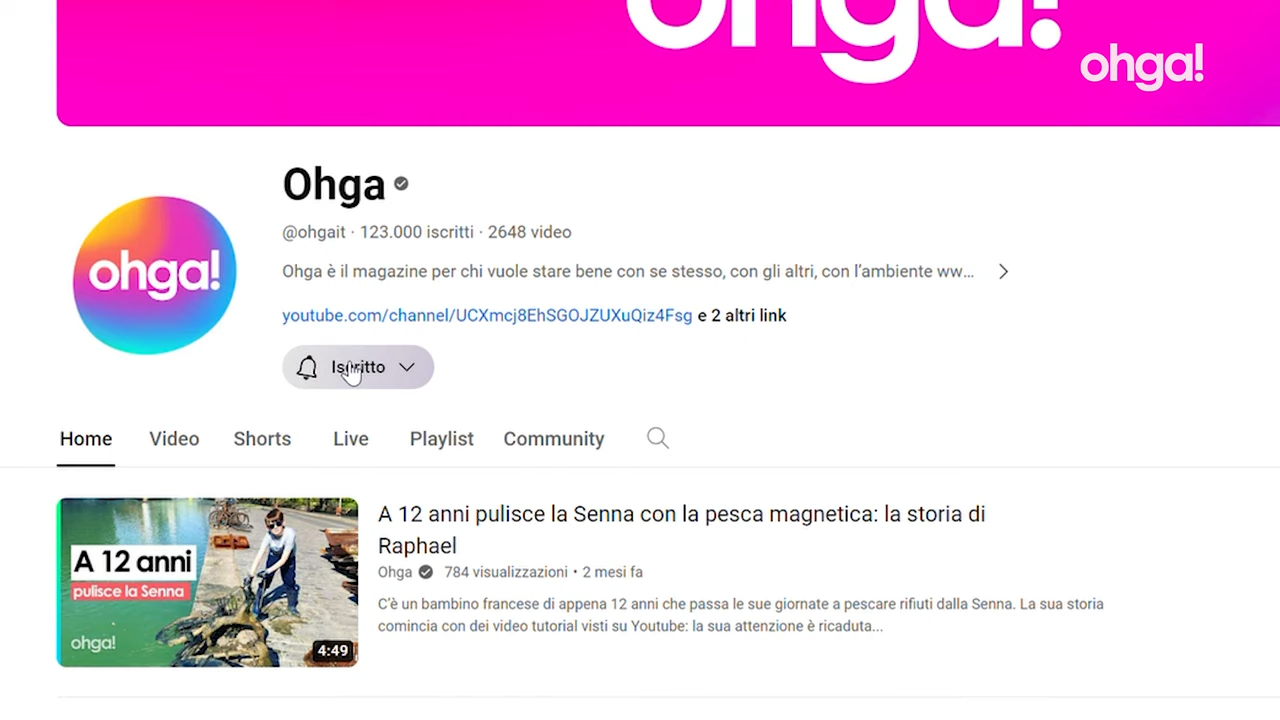 ohga!
ohga!
Ohga
ohga!
@ohgait · 123.000 iscritti · 2648 video
Ohga è il magazine per chi vuole stare bene con se stesso, con gli altri, con l’ambiente ww...
youtube.com/channel/UCXmcj8EhSGOJZUXuQiz4Fsg e 2 altri link
Iscritto
Home Video Shorts Live Playlist Community
A 12 anni
pulisce la Senna
ohga!
4:49
A 12 anni pulisce la Senna con la pesca magnetica: la storia di
Raphael
Ohga 784 visualizzazioni • 2 mesi fa
C’è un bambino francese di appena 12 anni che passa le sue giornate a pescare rifiuti dalla Senna. La sua storia
comincia con dei video tutorial visti su Youtube: la sua attenzione è ricaduta...